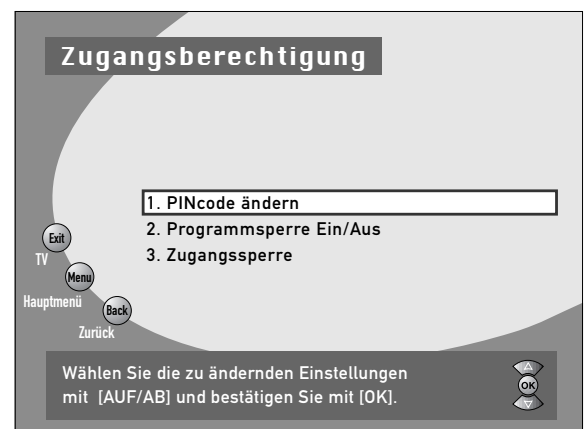 Zugangsberechtigung
1. PINcode ändern
2. Programmsperre Ein/Aus
3. Zugangssperre
Exit
TV
Menu
Hauptmenü
Back
Zurück
Wählen Sie die zu ändernden Einstellungen
mit [AUF/AB] und bestätigen Sie mit [OK].
OK